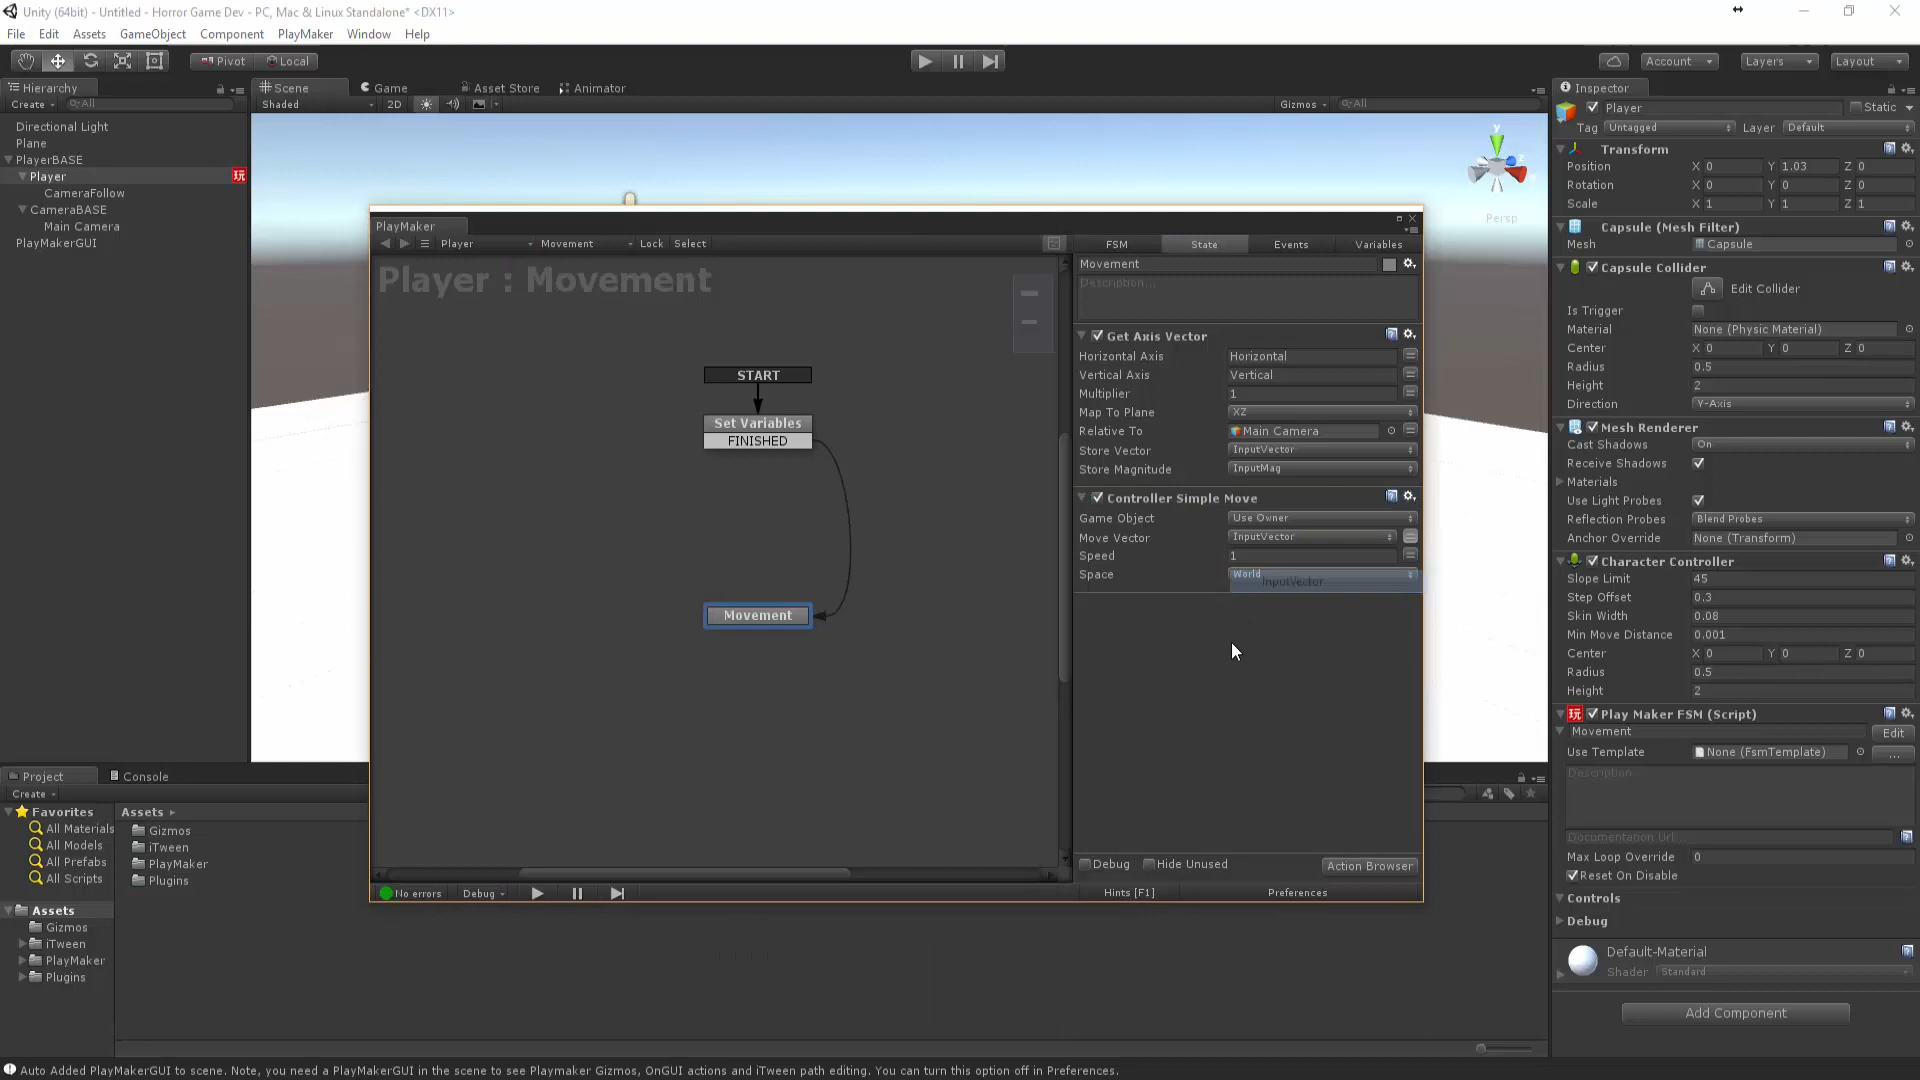 Unity (64bit) - Untitled - Horror Game Dev - PC, Mac & Linux Standalone* <DX11>
File Edit Assets GameObject Component PlayMaker Window Help
Pivot Local Account Layers Layout
Hierarchy
Create All
Directional Light
Plane
PlayerBASE
Player 玩
CameraFollow
CameraBASE
Main Camera
PlayMakerGUI
Scene Game Asset Store Animator
Shaded 2D Gizmos All
y
Persp
PlayMaker
Player Movement Lock Select
Player : Movement
START
Set Variables
FINISHED
Movement
No errors Debug
FSM State Events Variables
Movement
Description...
Get Axis Vector
Horizontal Axis Horizontal
Vertical Axis Vertical
Multiplier 1
Map To Plane XZ
Relative To Main Camera
Store Vector InputVector
Store Magnitude InputMag
Controller Simple Move
Game Object Use Owner
Move Vector InputVector
Speed 1
Space World
InputVector
Debug Hide Unused Action Browser
Hints [F1] Preferences
Inspector
Player Static
Tag Untagged Layer Default
Transform
Position X 0 Y 1.03 Z 0
Rotation X 0 Y 0 Z 0
Scale X 1 Y 1 Z 1
Capsule (Mesh Filter)
Mesh Capsule
Capsule Collider
Edit Collider
Is Trigger
Material None (Physic Material)
Center X 0 Y 0 Z 0
Radius 0.5
Height 2
Direction Y-Axis
Mesh Renderer
Cast Shadows On
Receive Shadows
Materials
Use Light Probes
Reflection Probes Blend Probes
Anchor Override None (Transform)
Character Controller
Slope Limit 45
Step Offset 0.3
Skin Width 0.08
Min Move Distance 0.001
Center X 0 Y 0 Z 0
Radius 0.5
Height 2
玩 Play Maker FSM (Script)
Movement Edit
Use Template None (FsmTemplate) ...
Description...
Documentation Url...
Max Loop Override 0
Reset On Disable
Controls
Debug
Default-Material
Shader Standard
Add Component
Project Console
Create
Favorites
All Materials
All Models
All Prefabs
All Scripts
Assets
Gizmos
iTween
PlayMaker
Plugins
Assets
Gizmos
iTween
PlayMaker
Plugins
Auto Added PlayMakerGUI to scene. Note, you need a PlayMakerGUI in the scene to see Playmaker Gizmos, OnGUI actions and iTween path editing. You can turn this option off in Preferences.